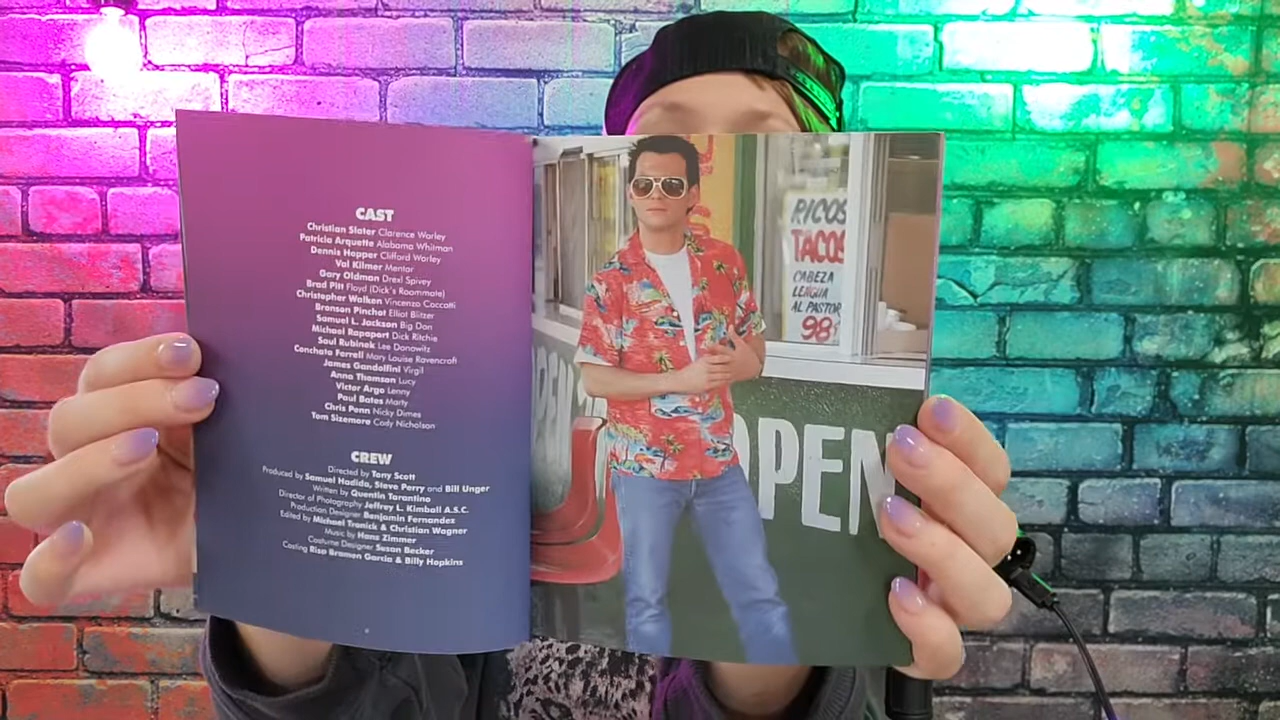 CAST
Christian Slater Clarence Worley
Patricia Arquette Alabama Whitman
Dennis Hopper Clifford Worley
Val Kilmer Mentor
Gary Oldman Drexl Spivey
Brad Pitt Floyd (Dick's Roommate)
Christopher Walken Vincenzo Coccotti
Bronson Pinchot Elliot Blitzer
Samuel L. Jackson Big Don
Michael Rapaport Dick Ritchie
Saul Rubinek Lee Donowitz
Conchata Ferrell Mary Louise Ravencroft
James Gandolfini Virgil
Anna Thomson Lucy
Victor Argo Lenny
Paul Bates Marty
Chris Penn Nicky Dimes
Tom Sizemore Cody Nicholson
CREW
Directed by Tony Scott
Produced by Samuel Hadida, Steve Perry and Bill Unger
Written by Quentin Tarantino
Director of Photography Jeffrey L. Kimball A.S.C.
Production Designer Benjamin Fernandez
Edited by Michael Tronick & Christian Wagner
Music by Hans Zimmer
Costume Designer Susan Becker
Casting Risa Bramon Garcia & Billy Hopkins
RICOS
TACOS
CABEZA
LENGUA
AL PASTOR
98¢
OPEN